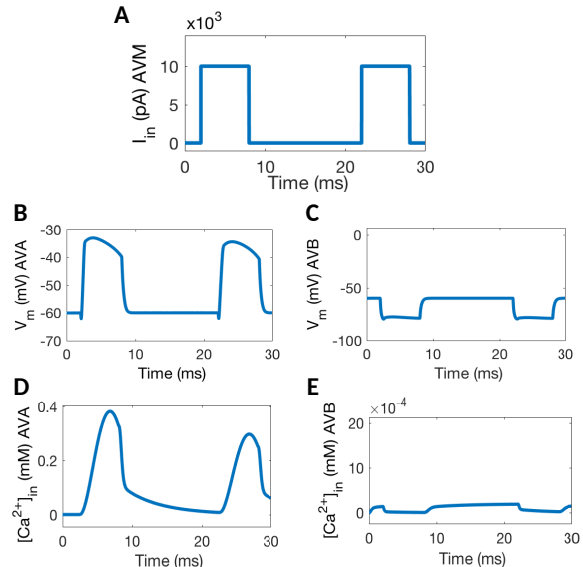 A
x10³
I_in (pA) AVM
10
5
0
0 10 20 30
Time (ms)
B
V_m (mV) AVA
-30
-40
-50
-60
-70
0 10 20 30
Time (ms)
C
V_m (mV) AVB
0
-50
-100
0 10 20 30
Time (ms)
D
[Ca²⁺]_in (mM) AVA
0.4
0.2
0
0 10 20 30
Time (ms)
E
[Ca²⁺]_in (mM) AVB
×10⁻⁴
20
10
0
0 10 20 30
Time (ms)